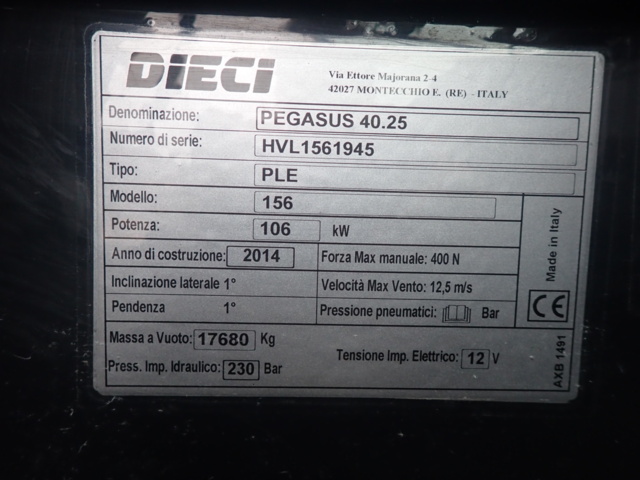 DIECI
Via Ettore Majorana 2-4
42027 MONTECCHIO E. (RE) - ITALY
Denominazione: PEGASUS 40.25
Numero di serie: HVL1561945
Tipo: PLE
Modello: 156
Potenza: 106 kW
Anno di costruzione: 2014 Forza Max manuale: 400 N
Inclinazione laterale 1° Velocità Max Vento: 12,5 m/s
Pendenza 1° Pressione pneumatici: Bar
Made in Italy
CE
Massa a Vuoto: 17680 Kg
Press. Imp. Idraulico: 230 Bar
Tensione Imp. Elettrico: 12 V
AXB 1491